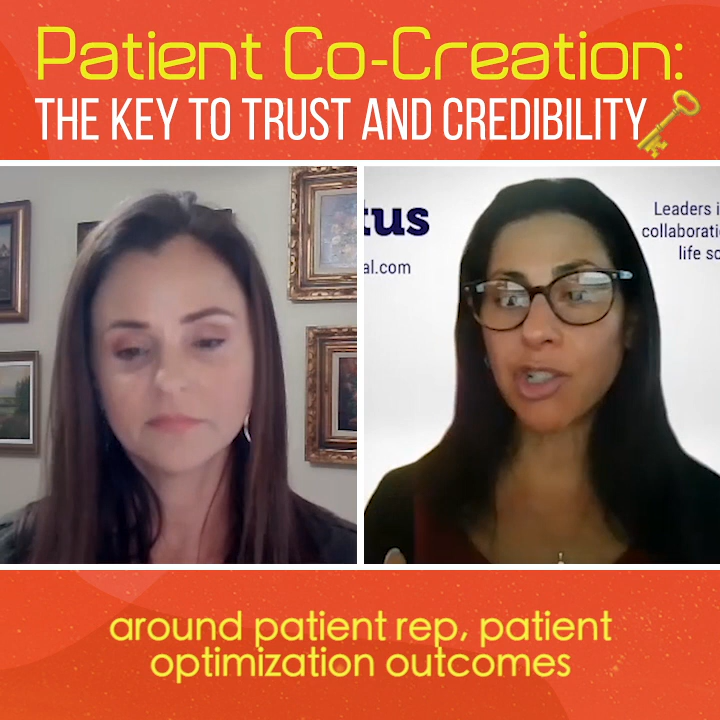 Patient Co-Creation:
THE KEY TO TRUST AND CREDIBILITY
tus
al.com
Leaders i
collaborati
life sc
around patient rep, patient
optimization outcomes